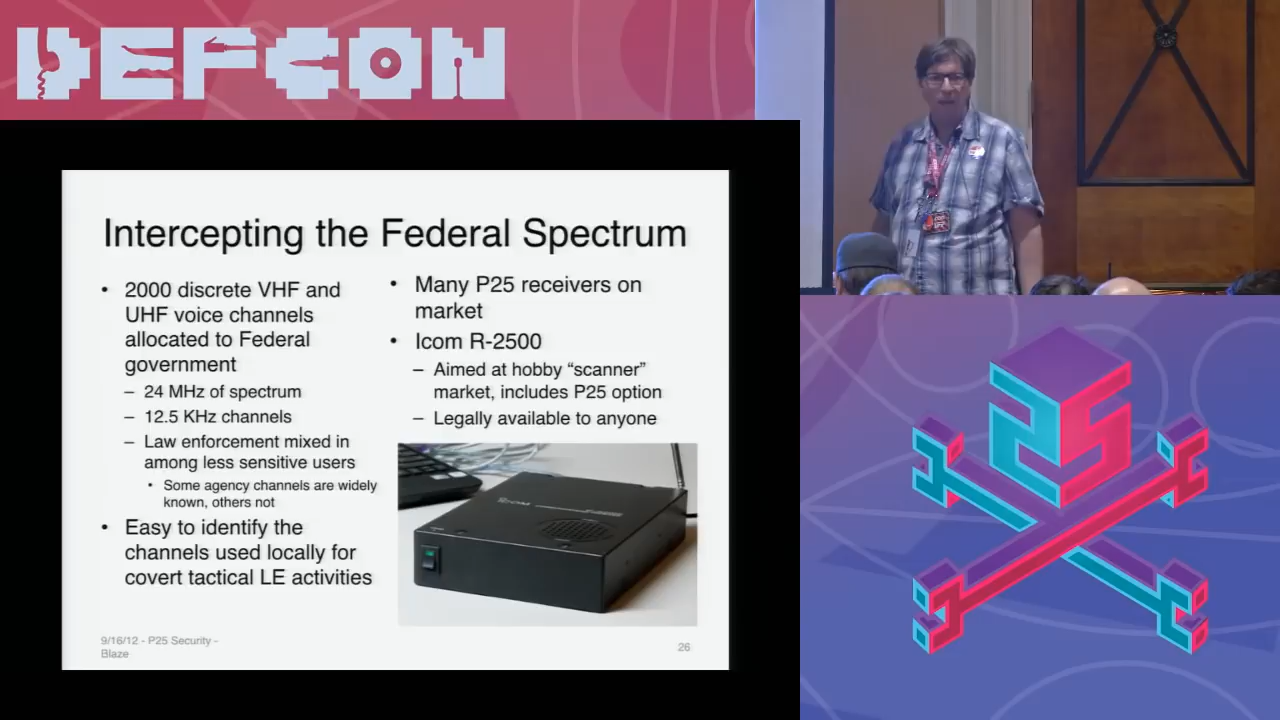 DEFCON
Intercepting the Federal Spectrum
• 2000 discrete VHF and
UHF voice channels
allocated to Federal
government
– 24 MHz of spectrum
– 12.5 KHz channels
– Law enforcement mixed in
among less sensitive users
• Some agency channels are widely
known, others not
• Easy to identify the
channels used locally for
covert tactical LE activities
• Many P25 receivers on
market
• Icom R-2500
– Aimed at hobby “scanner”
market, includes P25 option
– Legally available to anyone
ICOM
9/16/12 - P25 Security -
Blaze
26
25